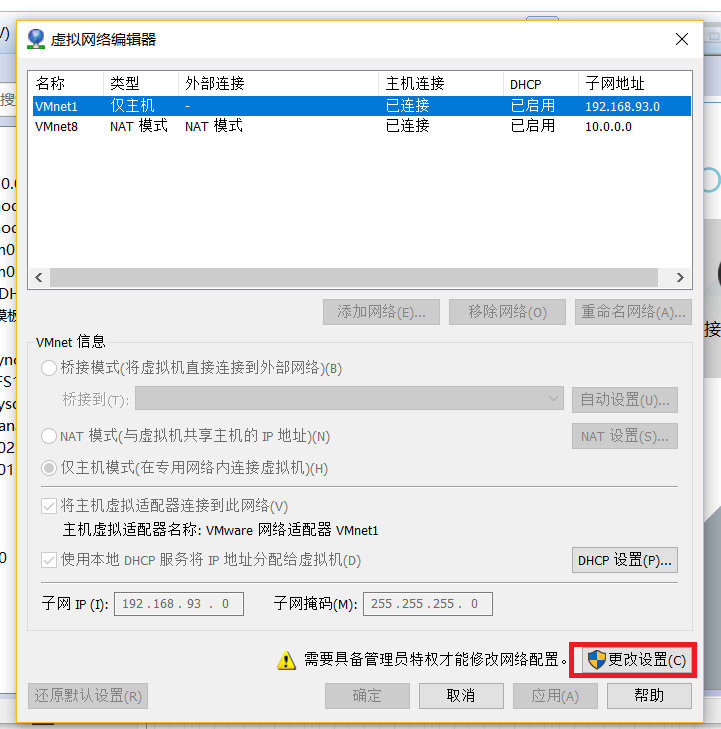 虚拟网络编辑器
名称 类型 外部连接 主机连接 DHCP 子网地址
VMnet1 仅主机 - 已连接 已启用 192.168.93.0
VMnet8 NAT 模式 NAT 模式 已连接 已启用 10.0.0.0
添加网络(E)... 移除网络(O) 重命名网络(A)...
VMnet 信息
桥接模式(将虚拟机直接连接到外部网络)(B)
桥接到(T): 自动设置(U)...
NAT 模式(与虚拟机共享主机的 IP 地址)(N) NAT 设置(S)...
仅主机模式(在专用网络内连接虚拟机)(H)
将主机虚拟适配器连接到此网络(V)
主机虚拟适配器名称: VMware 网络适配器 VMnet1
使用本地 DHCP 服务将 IP 地址分配给虚拟机(D) DHCP 设置(P)...
子网 IP (I): 192 . 168 . 93 . 0 子网掩码(M): 255 . 255 . 255 . 0
需要具备管理员特权才能修改网络配置。 更改设置(C)
还原默认设置(R) 确定 取消 应用(A) 帮助